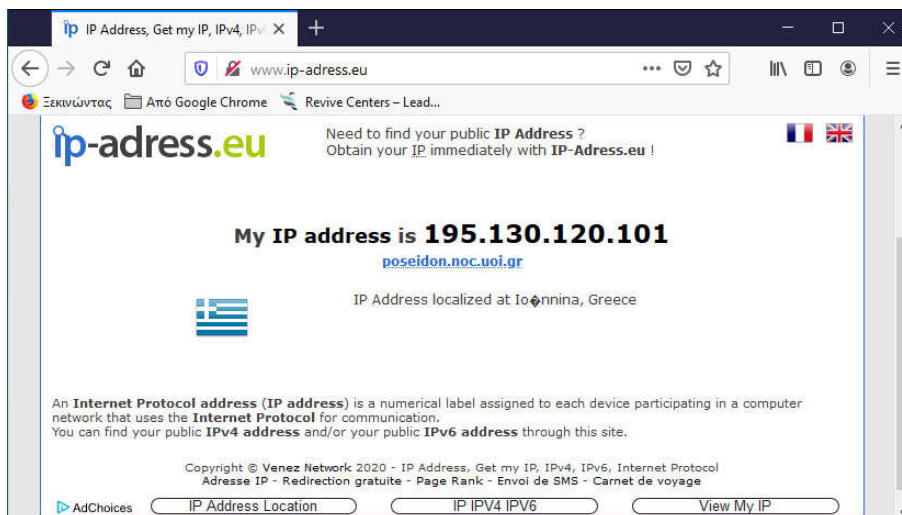 ip IP Address, Get my IP, IPv4, IPv
www.ip-adress.eu
Ξεκινώντας Από Google Chrome Revive Centers – Lead...
ip-adress.eu
Need to find your public IP Address ?
Obtain your IP immediately with IP-Adress.eu !
My IP address is 195.130.120.101
poseidon.noc.uoi.gr
IP Address localized at Io�nnina, Greece
An Internet Protocol address (IP address) is a numerical label assigned to each device participating in a computer
network that uses the Internet Protocol for communication.
You can find your public IPv4 address and/or your public IPv6 address through this site.
Copyright © Venez Network 2020 - IP Address, Get my IP, IPv4, IPv6, Internet Protocol
Adresse IP - Redirection gratuite - Page Rank - Envoi de SMS - Carnet de voyage
AdChoices IP Address Location IP IPV4 IPV6 View My IP